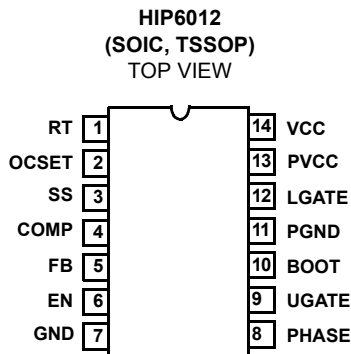 HIP6012
(SOIC, TSSOP)
TOP VIEW
RT 1 14 VCC
OCSET 2 13 PVCC
SS 3 12 LGATE
COMP 4 11 PGND
FB 5 10 BOOT
EN 6 9 UGATE
GND 7 8 PHASE